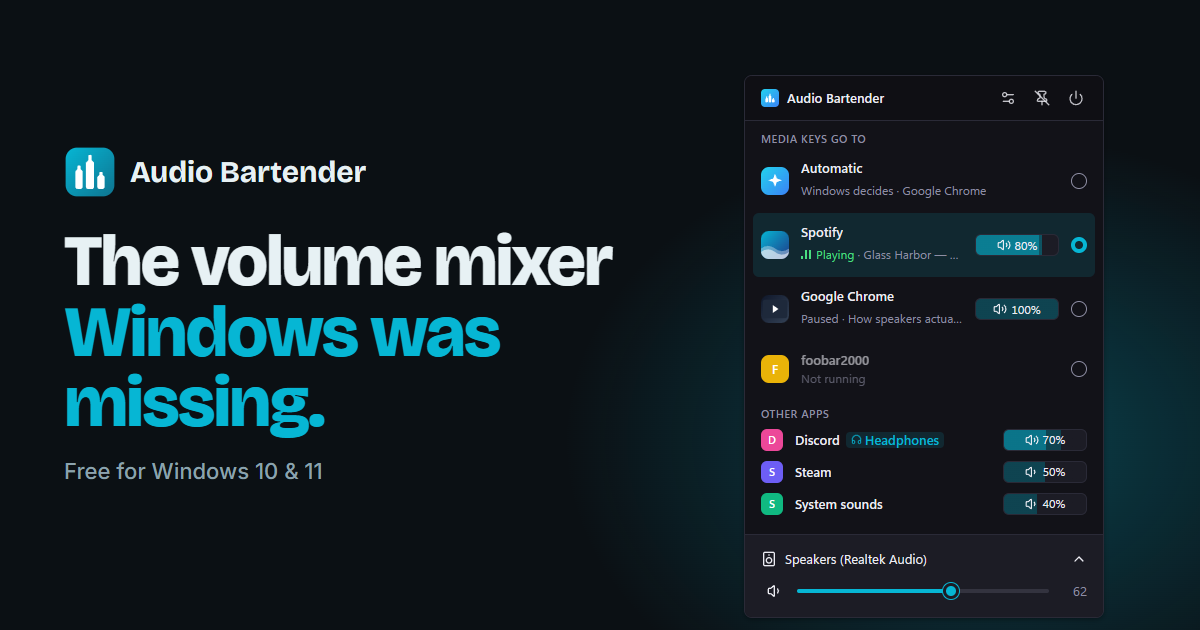 Audio Bartender
The volume mixer
Windows was
missing.
Free for Windows 10 & 11
Audio Bartender
MEDIA KEYS GO TO
Automatic
Windows decides · Google Chrome
Spotify
Playing · Glass Harbor — ...
80%
Google Chrome
Paused · How speakers actua...
100%
F
foobar2000
Not running
OTHER APPS
D Discord Headphones 70%
S Steam 50%
S System sounds 40%
Speakers (Realtek Audio)
62